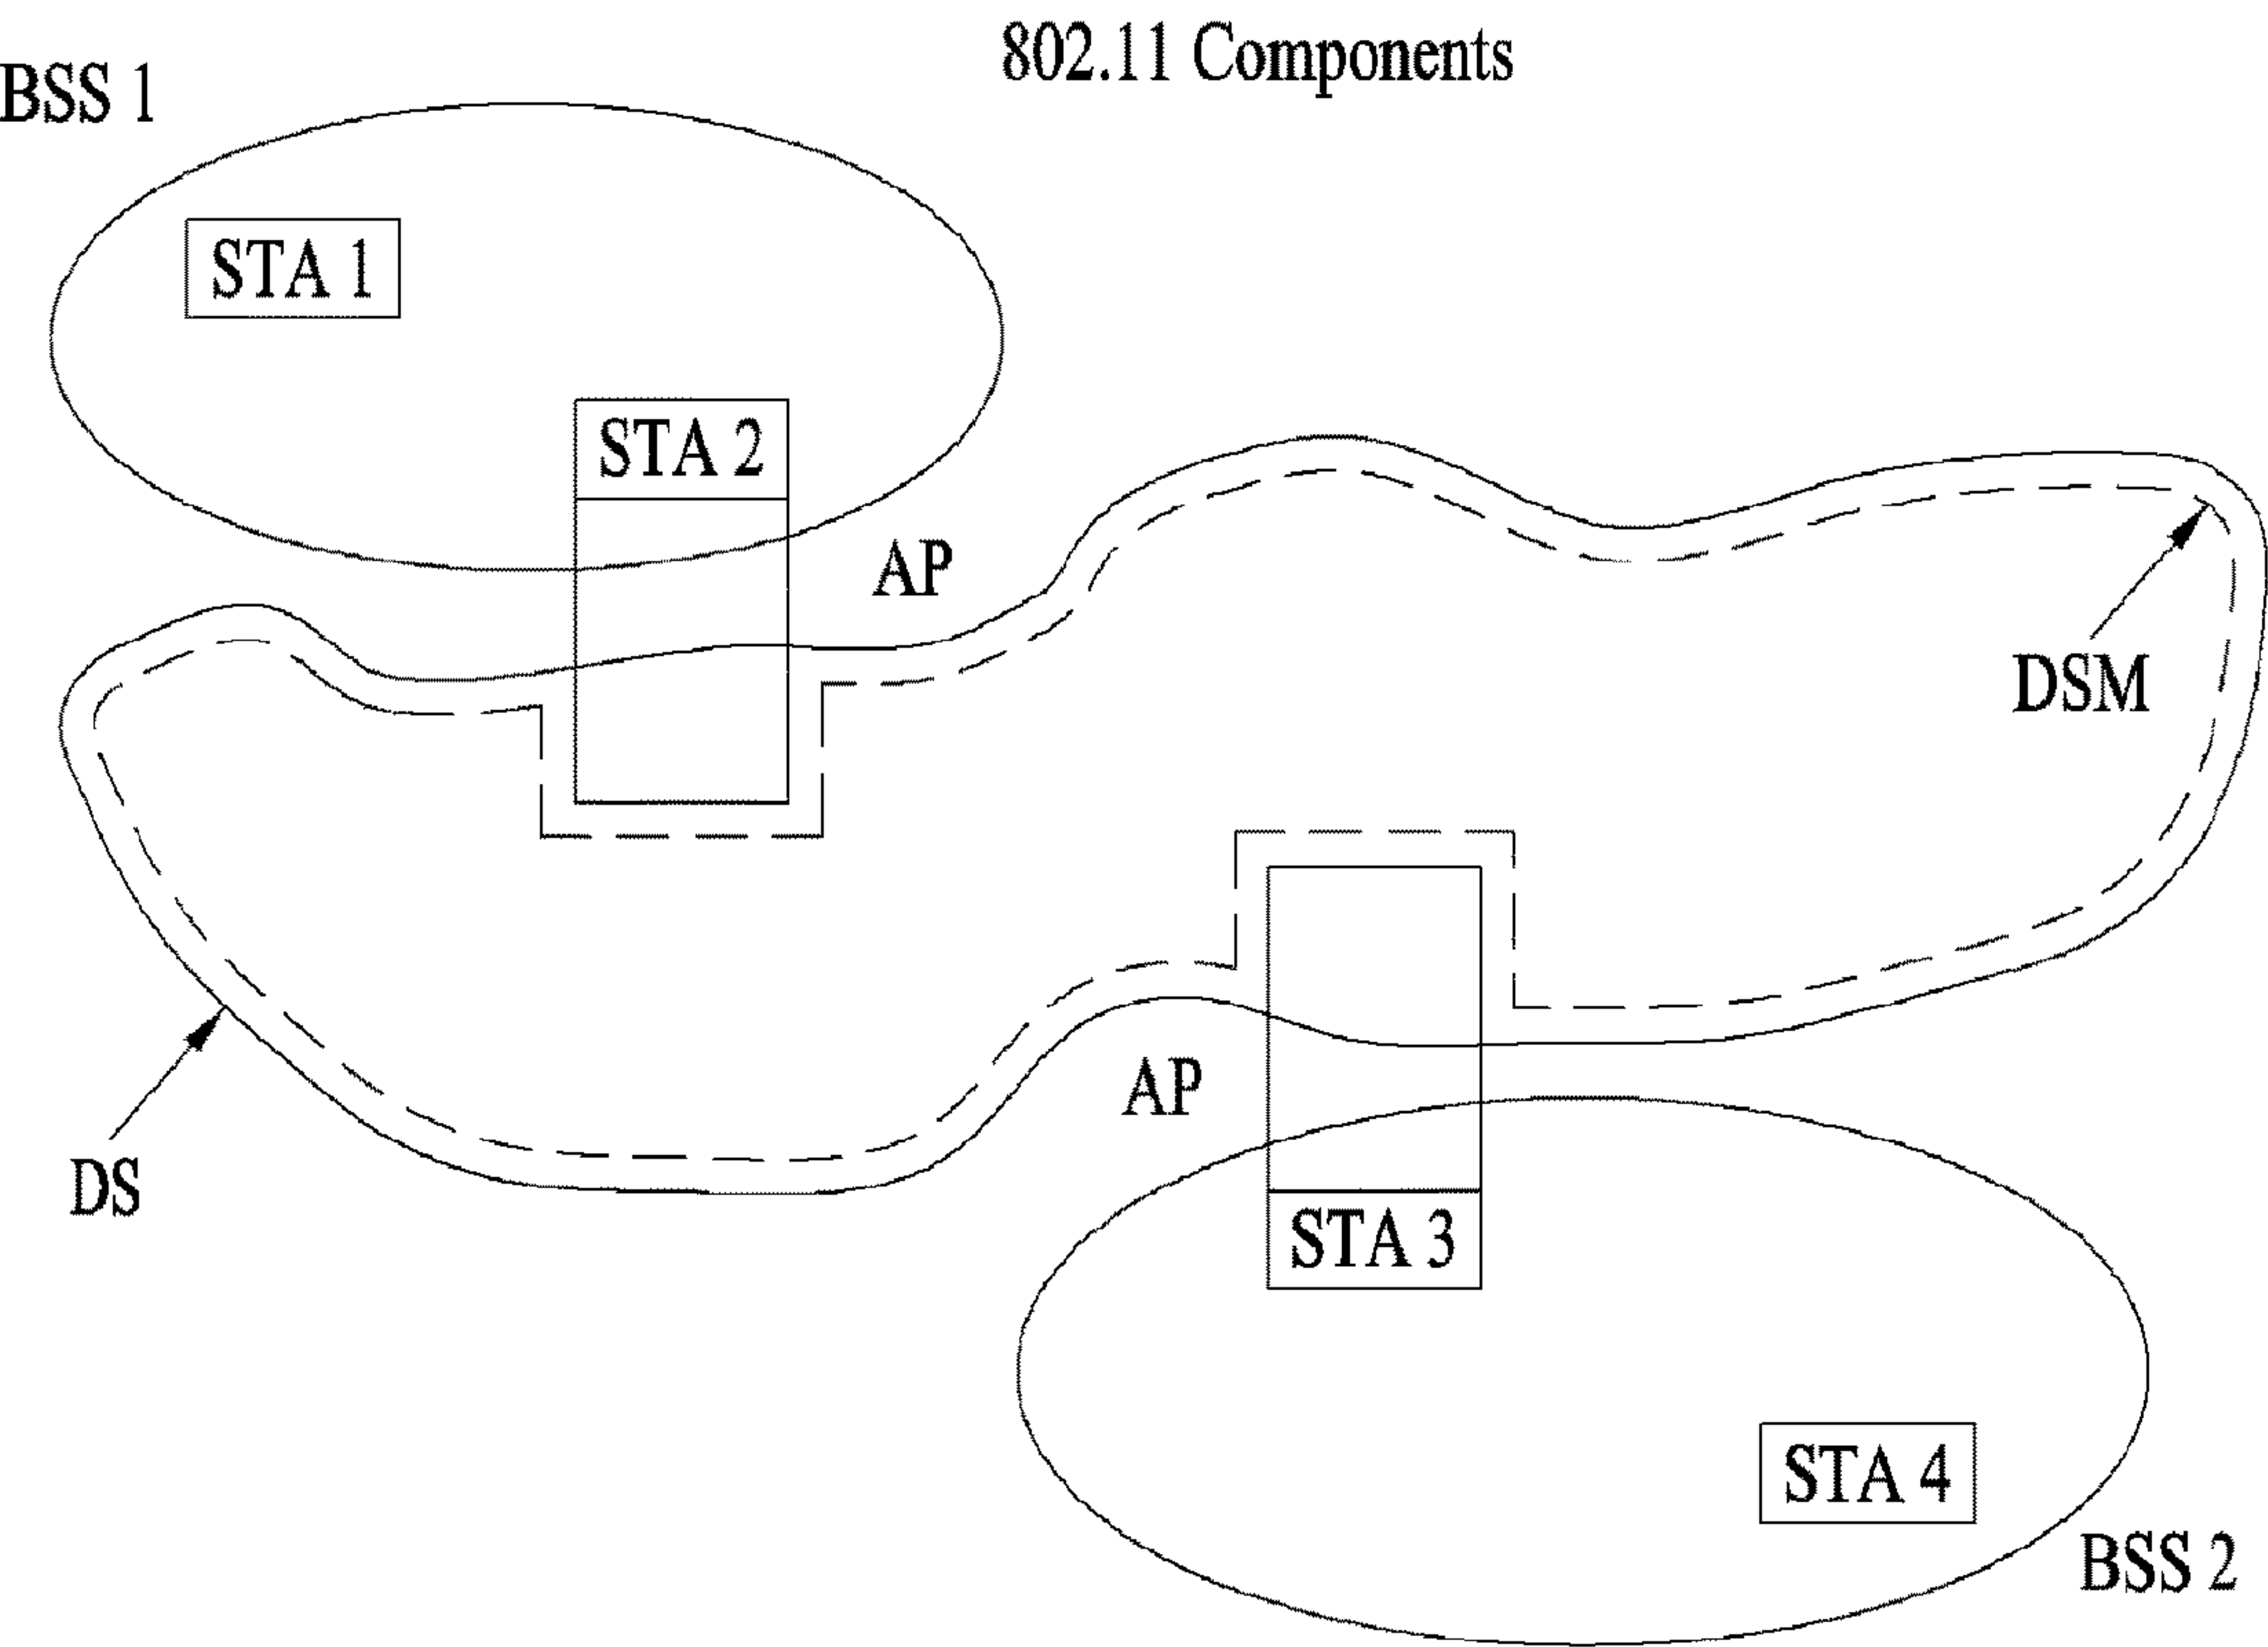 802.11 Components
BSS 1
STA 1
STA 2
AP
DSM
AP
DS
STA 3
STA 4
BSS 2